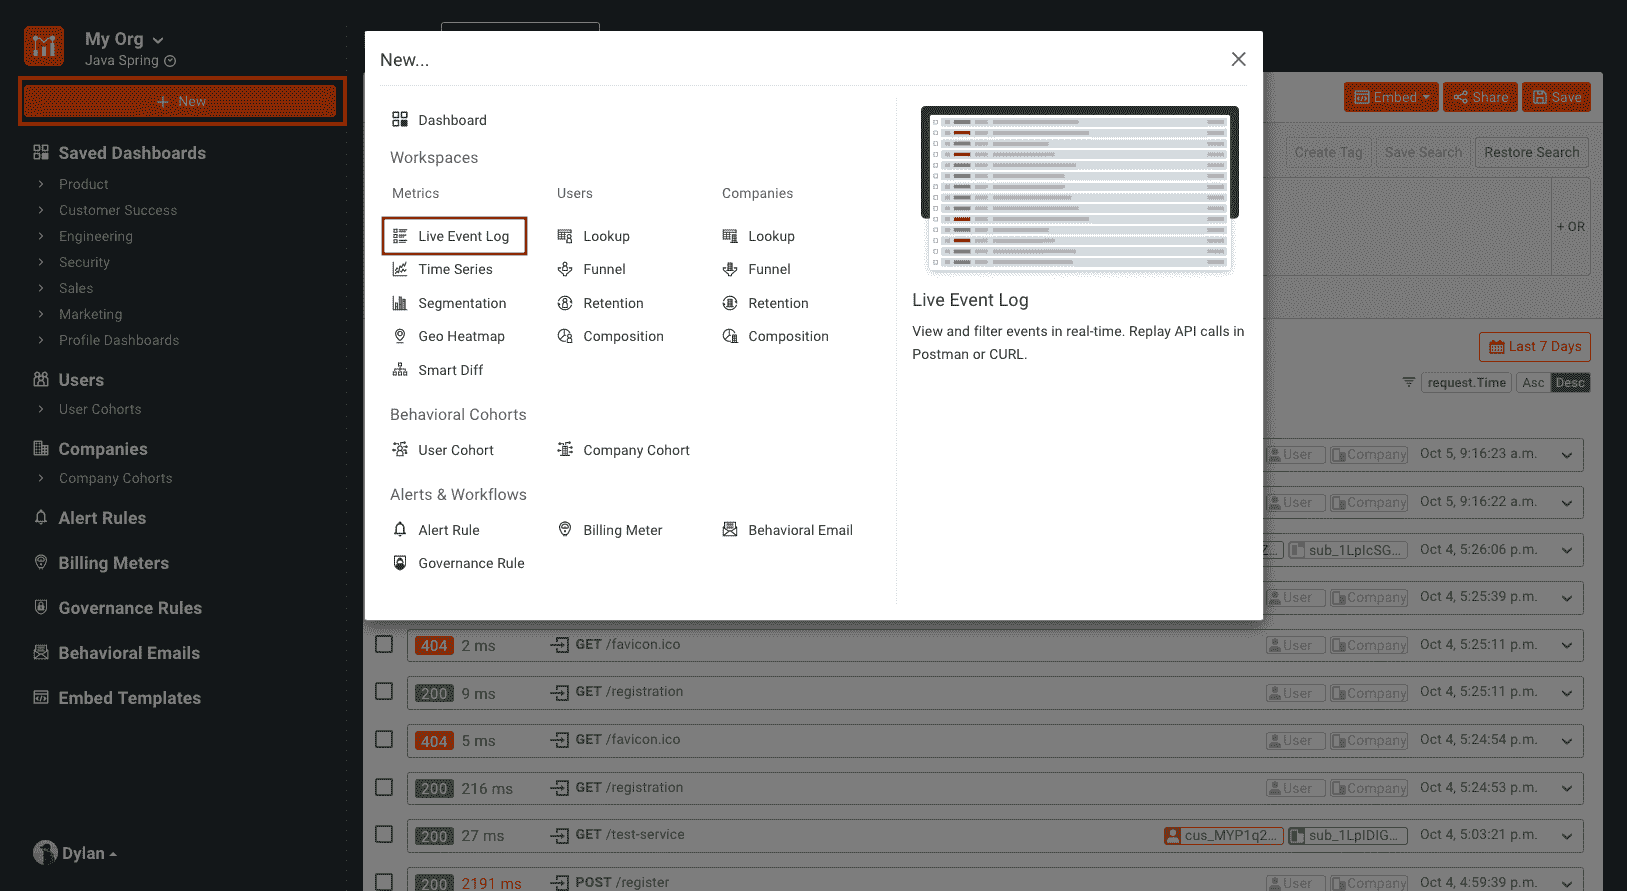 My Org
Java Spring
+ New
Saved Dashboards
Product
Customer Success
Engineering
Security
Sales
Marketing
Profile Dashboards
Users
User Cohorts
Companies
Company Cohorts
Alert Rules
Billing Meters
Governance Rules
Behavioral Emails
Embed Templates
Dylan
New...
Dashboard
Workspaces
Metrics Users Companies
Live Event Log Lookup Lookup
Time Series Funnel Funnel
Segmentation Retention Retention
Geo Heatmap Composition Composition
Smart Diff
Behavioral Cohorts
User Cohort Company Cohort
Alerts & Workflows
Alert Rule Billing Meter Behavioral Email
Governance Rule
Live Event Log
View and filter events in real-time. Replay API calls in
Postman or CURL.
Embed Share Save
Create Tag Save Search Restore Search
+ OR
Last 7 Days
request.Time Asc Desc
User Company Oct 5, 9:16:23 a.m.
User Company Oct 5, 9:16:22 a.m.
Z... sub_1LpIcSG... Oct 4, 5:26:06 p.m.
User Company Oct 4, 5:25:39 p.m.
404 2 ms GET /favicon.ico User Company Oct 4, 5:25:11 p.m.
200 9 ms GET /registration User Company Oct 4, 5:25:11 p.m.
404 5 ms GET /favicon.ico User Company Oct 4, 5:24:54 p.m.
200 216 ms GET /registration User Company Oct 4, 5:24:53 p.m.
200 27 ms GET /test-service cus_MYP1q2... sub_1LpIDIG... Oct 4, 5:03:21 p.m.
200 2191 ms POST /register User Company Oct 4, 4:59:39 p.m.